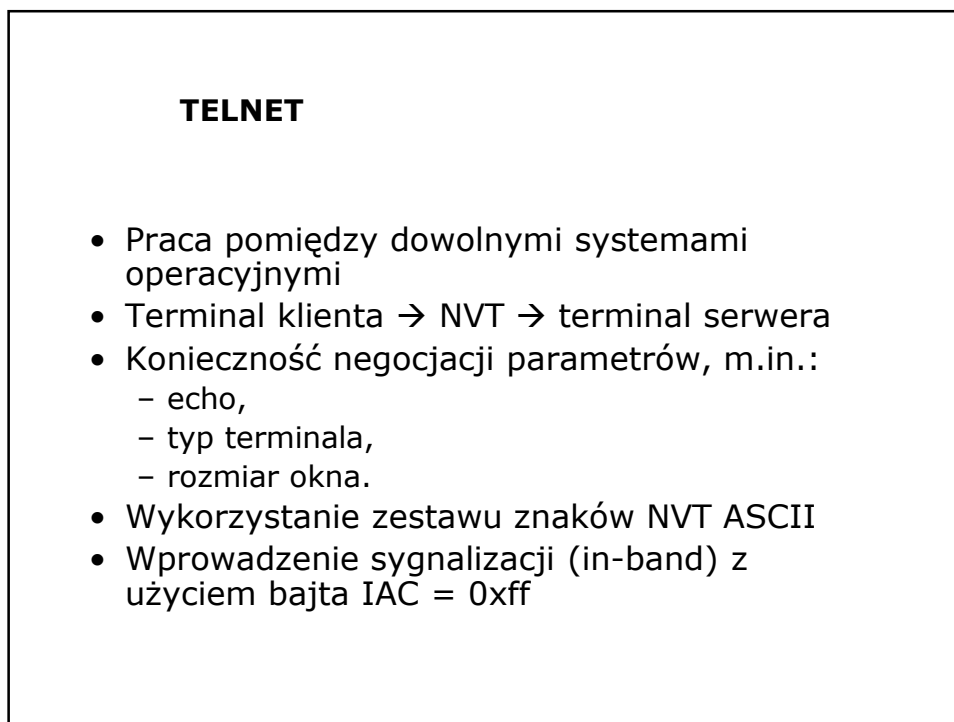 TELNET
• Praca pomiędzy dowolnymi systemami
operacyjnymi
• Terminal klienta → NVT → terminal serwera
• Konieczność negocjacji parametrów, m.in.:
– echo,
– typ terminala,
– rozmiar okna.
• Wykorzystanie zestawu znaków NVT ASCII
• Wprowadzenie sygnalizacji (in-band) z
użyciem bajta IAC = 0xff